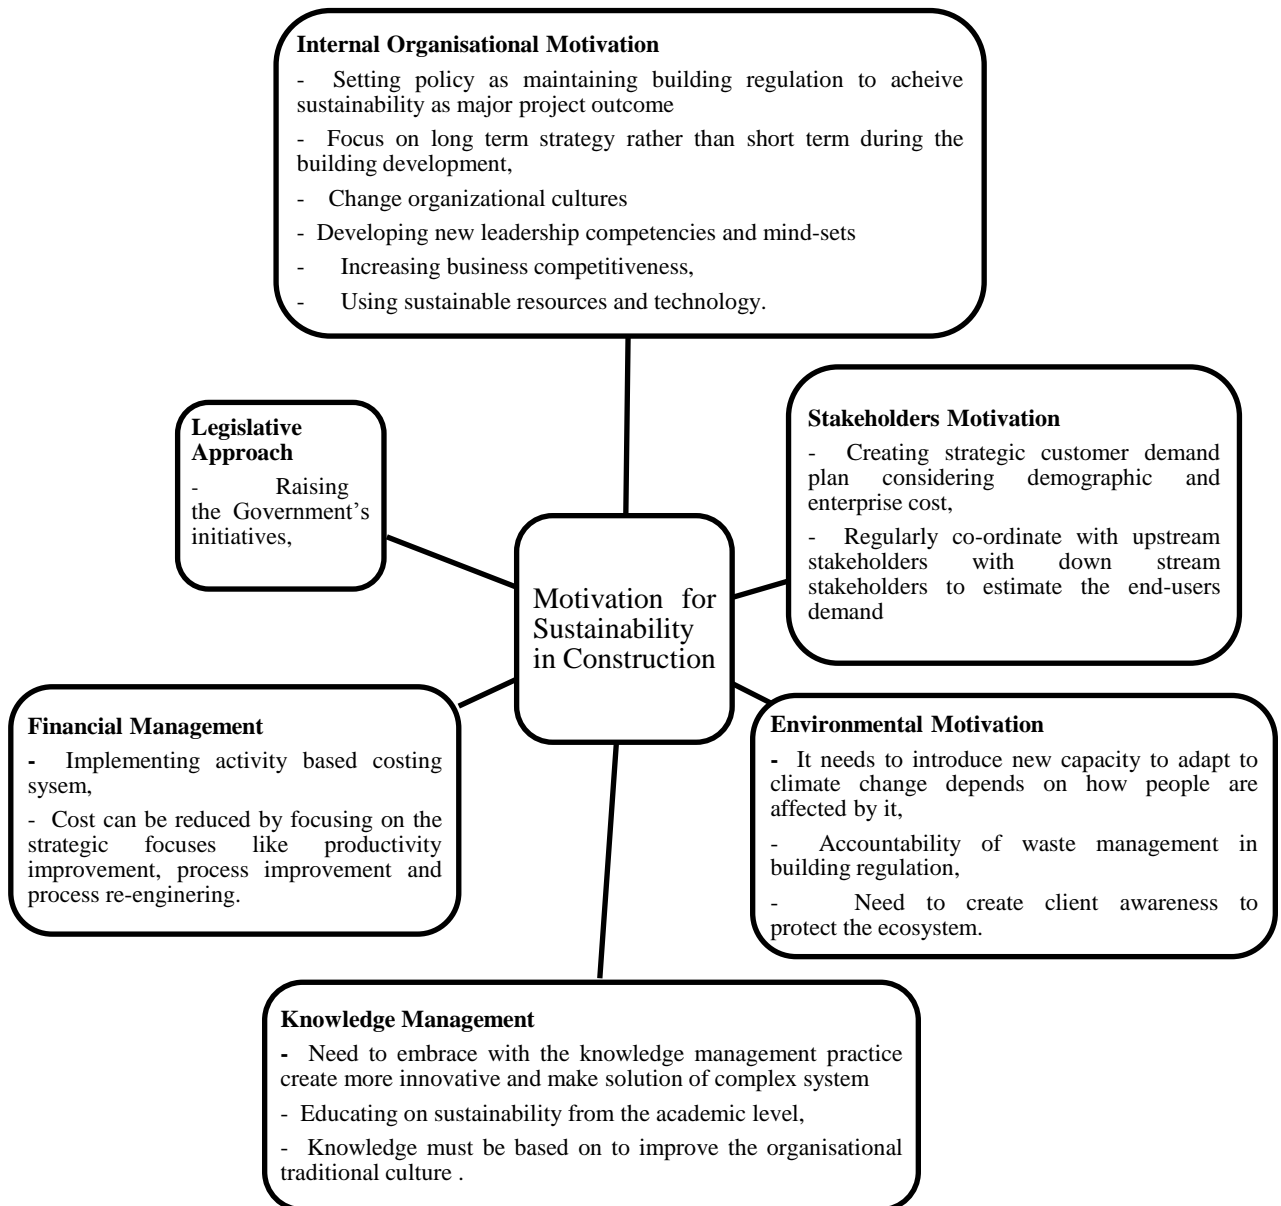 Internal Organisational Motivation
- Setting policy as maintaining building regulation to acheive
sustainability as major project outcome
- Focus on long term strategy rather than short term during the
building development,
- Change organizational cultures
- Developing new leadership competencies and mind-sets
- Increasing business competitiveness,
- Using sustainable resources and technology.
Legislative
Approach
- Raising
the Government’s
initiatives,
Stakeholders Motivation
- Creating strategic customer demand
plan considering demographic and
enterprise cost,
- Regularly co-ordinate with upstream
stakeholders with down stream
stakeholders to estimate the end-users
demand
Motivation for
Sustainability
in Construction
Financial Management
- Implementing activity based costing
sysem,
- Cost can be reduced by focusing on the
strategic focuses like productivity
improvement, process improvement and
process re-enginering.
Environmental Motivation
- It needs to introduce new capacity to adapt to
climate change depends on how people are
affected by it,
- Accountability of waste management in
building regulation,
- Need to create client awareness to
protect the ecosystem.
Knowledge Management
- Need to embrace with the knowledge management practice
create more innovative and make solution of complex system
- Educating on sustainability from the academic level,
- Knowledge must be based on to improve the organisational
traditional culture .